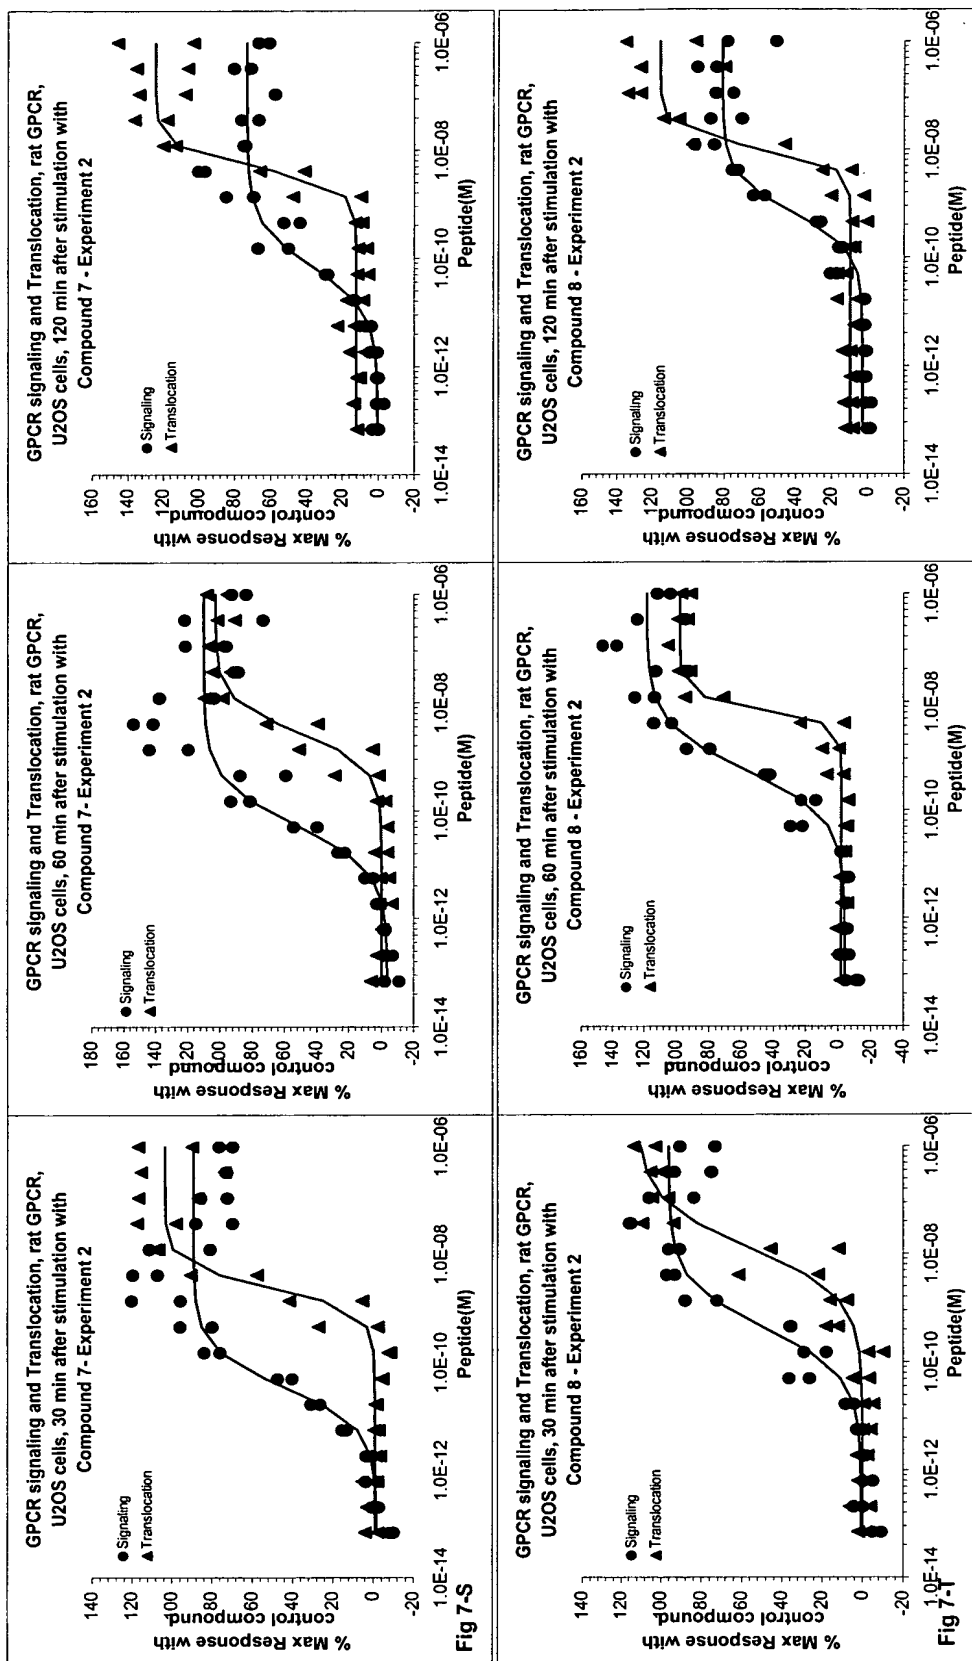 GPCR signaling and Translocation, rat GPCR,
U2OS cells, 30 min after stimulation with
Compound 7 - Experiment 2
Signaling
Translocation
% Max Response with
control compound
140
120
100
80
60
40
20
0
-20
1.0E-14
1.0E-12
1.0E-10
1.0E-08
1.0E-06
Peptide(M)
Fig 7-S
GPCR signaling and Translocation, rat GPCR,
U2OS cells, 60 min after stimulation with
Compound 7 - Experiment 2
Signaling
Translocation
% Max Response with
control compound
180
160
140
120
100
80
60
40
20
0
-20
1.0E-14
1.0E-12
1.0E-10
1.0E-08
1.0E-06
Peptide(M)
GPCR signaling and Translocation, rat GPCR,
U2OS cells, 120 min after stimulation with
Compound 7 - Experiment 2
Signaling
Translocation
% Max Response with
control compound
160
140
120
100
80
60
40
20
0
-20
1.0E-14
1.0E-12
1.0E-10
1.0E-08
1.0E-06
Peptide(M)
GPCR signaling and Translocation, rat GPCR,
U2OS cells, 30 min after stimulation with
Compound 8 - Experiment 2
Signaling
Translocation
% Max Response with
control compound
140
120
100
80
60
40
20
0
-20
1.0E-14
1.0E-12
1.0E-10
1.0E-08
1.0E-06
Peptide(M)
Fig 7-T
GPCR signaling and Translocation, rat GPCR,
U2OS cells, 60 min after stimulation with
Compound 8 - Experiment 2
Signaling
Translocation
% Max Response with
control compound
160
140
120
100
80
60
40
20
0
-20
-40
1.0E-14
1.0E-12
1.0E-10
1.0E-08
1.0E-06
Peptide(M)
GPCR signaling and Translocation, rat GPCR,
U2OS cells, 120 min after stimulation with
Compound 8 - Experiment 2
Signaling
Translocation
% Max Response with
control compound
160
140
120
100
80
60
40
20
0
-20
1.0E-14
1.0E-12
1.0E-10
1.0E-08
1.0E-06
Peptide(M)